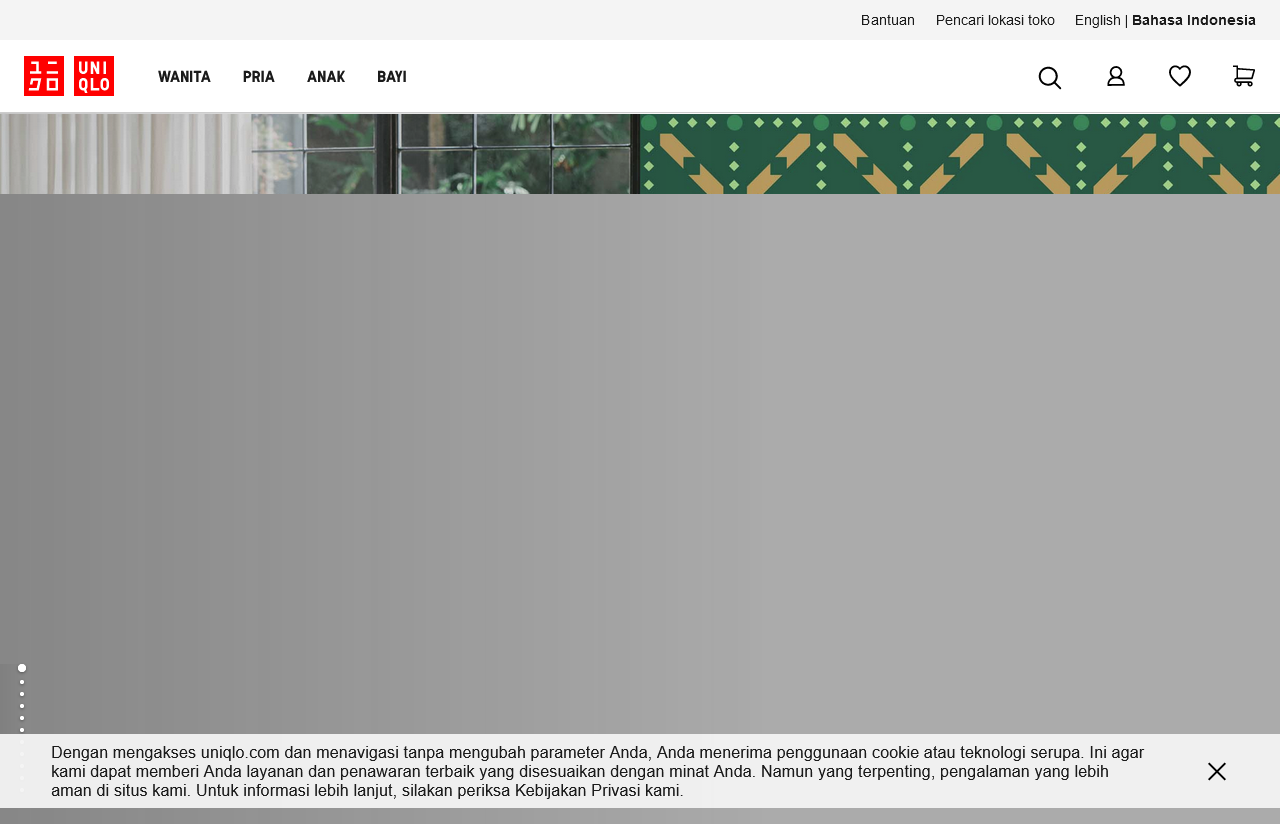 Bantuan Pencari lokasi toko English | Bahasa Indonesia
ユニクロ UNIQLO WANITA PRIA ANAK BAYI
Dengan mengakses uniqlo.com dan menavigasi tanpa mengubah parameter Anda, Anda menerima penggunaan cookie atau teknologi serupa. Ini agar
kami dapat memberi Anda layanan dan penawaran terbaik yang disesuaikan dengan minat Anda. Namun yang terpenting, pengalaman yang lebih
aman di situs kami. Untuk informasi lebih lanjut, silakan periksa Kebijakan Privasi kami.